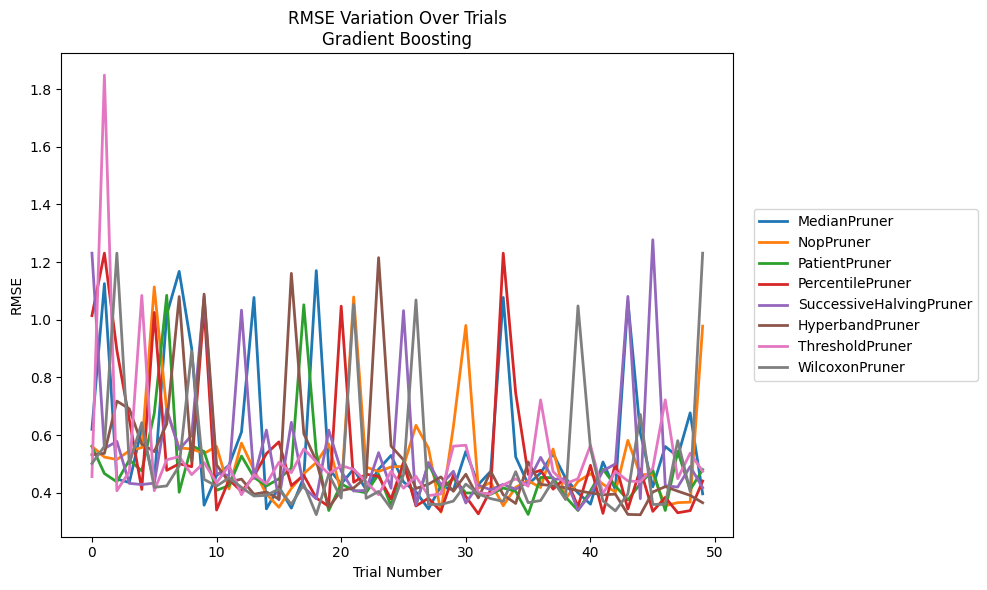 RMSE Variation Over Trials
Gradient Boosting
RMSE
1.8
1.6
1.4
1.2
1.0
0.8
0.6
0.4
0
10
20
30
40
50
Trial Number
MedianPruner
NopPruner
PatientPruner
PercentilePruner
SuccessiveHalvingPruner
HyperbandPruner
ThresholdPruner
WilcoxonPruner